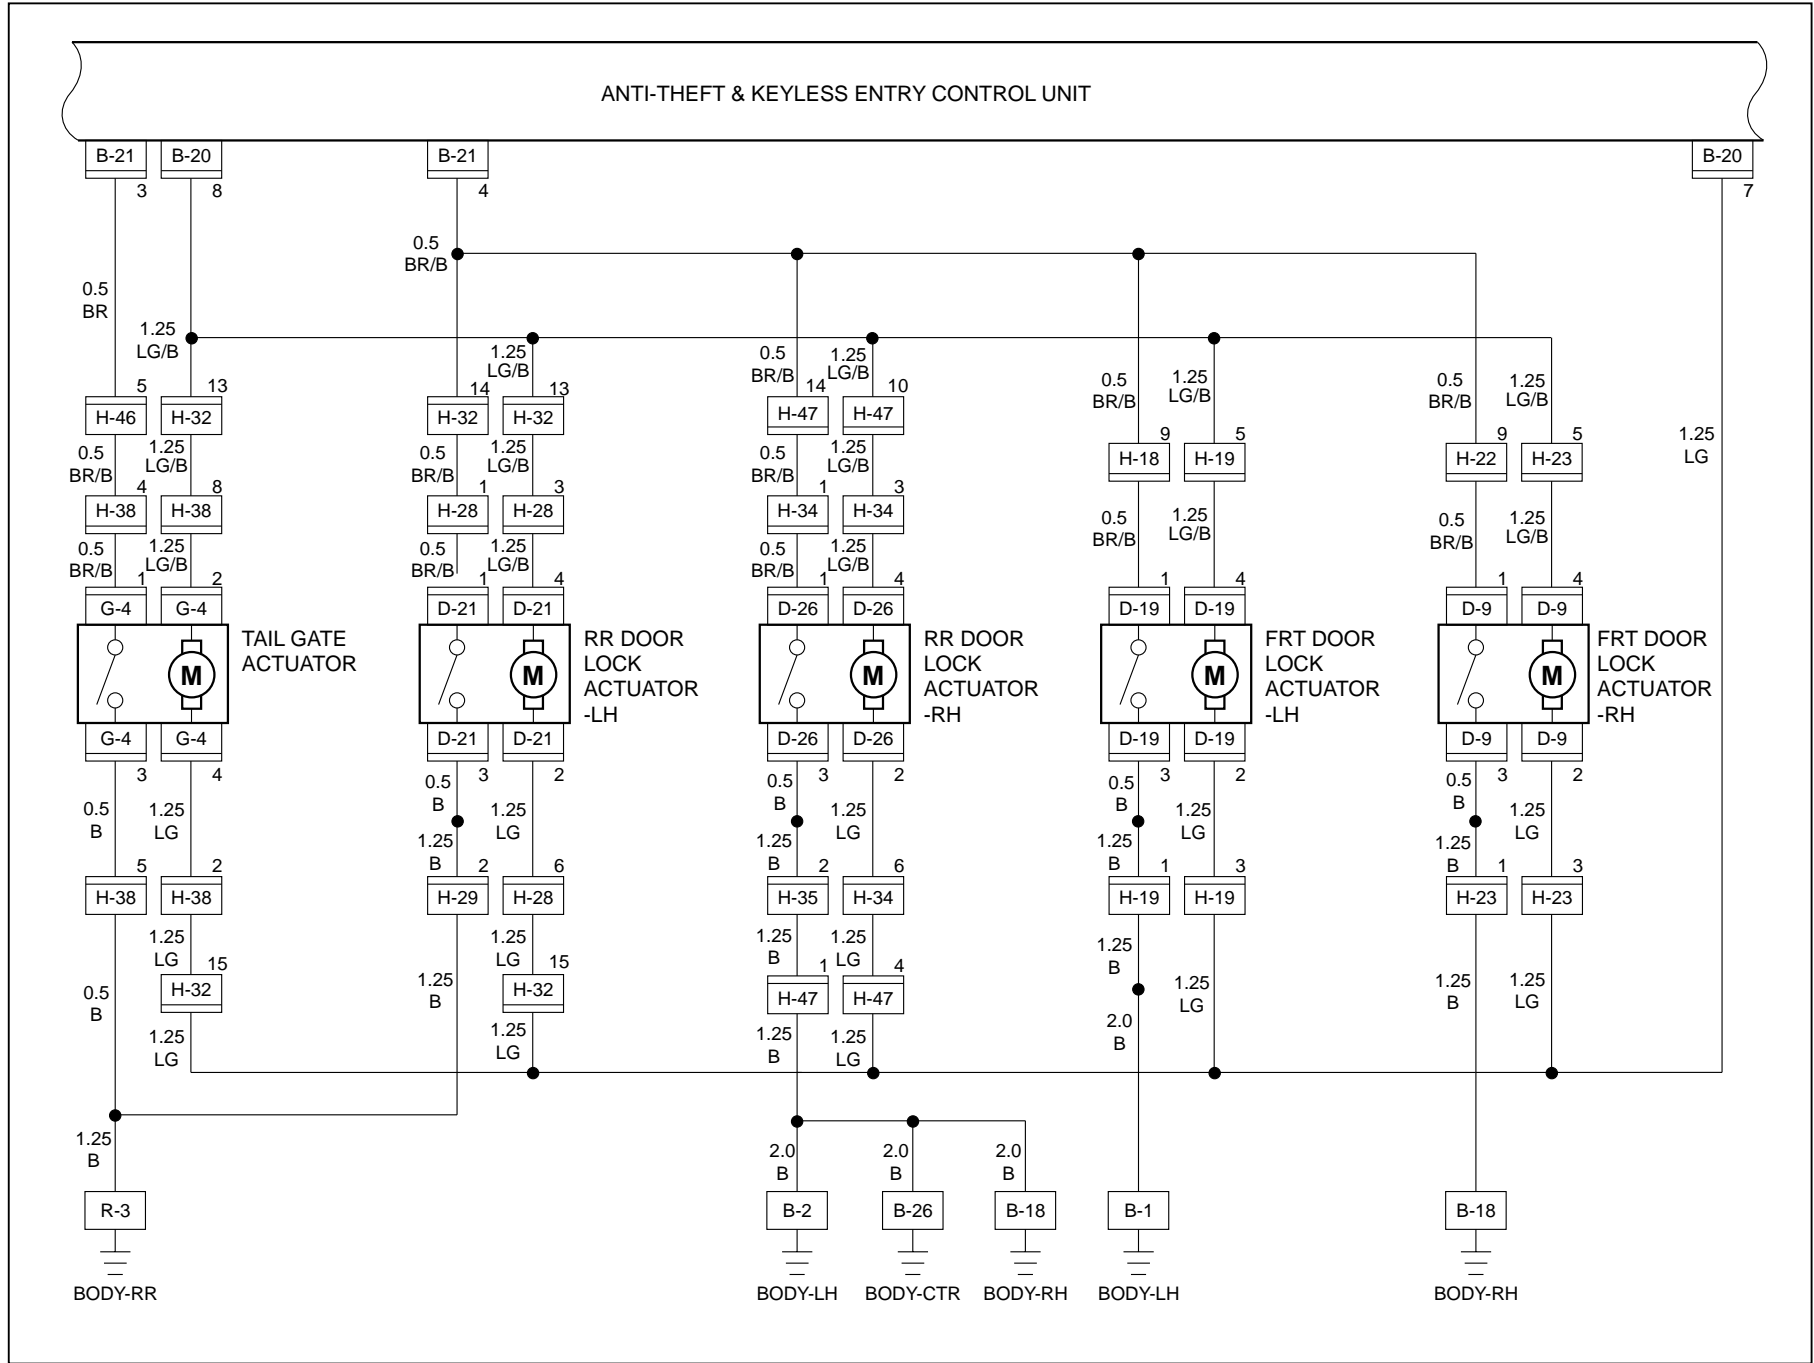 ANTI-THEFT & KEYLESS ENTRY CONTROL UNIT
B-21 B-20 B-21 B-20
3 8 4 7
0.5
BR/B
0.5
BR
1.25
LG/B
1.25
LG/B
0.5
BR/B
1.25
LG/B
0.5
BR/B
1.25
LG/B
0.5
BR/B
1.25
LG/B
5 13 14 13 14 10
H-46 H-32 H-32 H-32 H-47 H-47
1.25
LG
9 5 9 5
H-18 H-19 H-22 H-23
0.5
BR/B
1.25
LG/B
0.5
BR/B
1.25
LG/B
0.5
BR/B
1.25
LG/B
4 8 1 3 1 3
H-38 H-38 H-28 H-28 H-34 H-34
0.5
BR/B
1.25
LG/B
0.5
BR/B
1.25
LG/B
0.5
BR/B
1.25
LG/B
0.5
BR/B
1.25
LG/B
0.5
BR/B
1.25
LG/B
1 2 1 4 1 4 1 4 1 4
G-4 G-4 D-21 D-21 D-26 D-26 D-19 D-19 D-9 D-9
M
TAIL GATE
ACTUATOR
M
RR DOOR
LOCK
ACTUATOR
-LH
M
RR DOOR
LOCK
ACTUATOR
-RH
M
FRT DOOR
LOCK
ACTUATOR
-LH
M
FRT DOOR
LOCK
ACTUATOR
-RH
G-4 G-4 D-21 D-21 D-26 D-26 D-19 D-19 D-9 D-9
3 4 3 2 3 2 3 2 3 2
0.5
B
1.25
LG
0.5
B
1.25
LG
0.5
B
1.25
LG
0.5
B
1.25
LG
0.5
B
1.25
LG
1.25
B
1.25
B
1.25
B
1.25
B
5 2 2 6 2 6 1 3 1 3
H-38 H-38 H-29 H-28 H-35 H-34 H-19 H-19 H-23 H-23
1.25
LG
1.25
LG
1.25
B
1.25
LG
1.25
B
15 15 1 4
H-32 H-32 H-47 H-47
0.5
B
1.25
B
1.25
LG
1.25
B
1.25
LG
1.25
LG
1.25
LG
1.25
B
1.25
LG
2.0
B
1.25
B
2.0
B
2.0
B
2.0
B
R-3 B-2 B-26 B-18 B-1 B-18
BODY-RR BODY-LH BODY-CTR BODY-RH BODY-LH BODY-RH